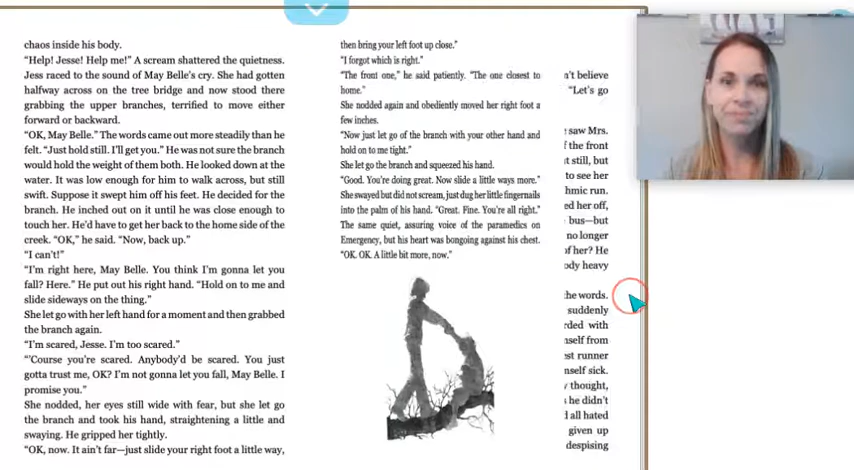 chaos inside his body.
“Help! Jesse! Help me!” A scream shattered the quietness.
Jess raced to the sound of May Belle’s cry. She had gotten
halfway across on the tree bridge and now stood there
grabbing the upper branches, terrified to move either
forward or backward.
“OK, May Belle.” The words came out more steadily than he
felt. “Just hold still. I’ll get you.” He was not sure the branch
would hold the weight of them both. He looked down at the
water. It was low enough for him to walk across, but still
swift. Suppose it swept him off his feet. He decided for the
branch. He inched out on it until he was close enough to
touch her. He’d have to get her back to the home side of the
creek. “OK,” he said. “Now, back up.”
“I can’t!”
“I’m right here, May Belle. You think I’m gonna let you
fall? Here.” He put out his right hand. “Hold on to me and
slide sideways on the thing.”
She let go with her left hand for a moment and then grabbed
the branch again.
“I’m scared, Jesse. I’m too scared.”
“’Course you’re scared. Anybody’d be scared. You just
gotta trust me, OK? I’m not gonna let you fall, May Belle. I
promise you.”
She nodded, her eyes still wide with fear, but she let go
the branch and took his hand, straightening a little and
swaying. He gripped her tightly.
“OK, now. It ain’t far—just slide your right foot a little way,
then bring your left foot up close.”
“I forgot which is right.”
“The front one,” he said patiently. “The one closest to
home.”
She nodded again and obediently moved her right foot a
few inches.
“Now just let go of the branch with your other hand and
hold on to me tight.”
She let go the branch and squeezed his hand.
“Good. You’re doing great. Now slide a little ways more.”
She swayed but did not scream, just dug her little fingernails
into the palm of his hand. “Great. Fine. You’re all right.”
The same quiet, assuring voice of the paramedics on
Emergency, but his heart was bongoing against his chest.
“OK. OK. A little bit more, now.”
’t believe
“Let’s go
saw Mrs.
the front
still, but
to see her
run.
her off,
bus—but
no longer
of her? He
heavy
the words.
suddenly
with
from
runner
sick.
thought,
he didn’t
all hated
given up
despising